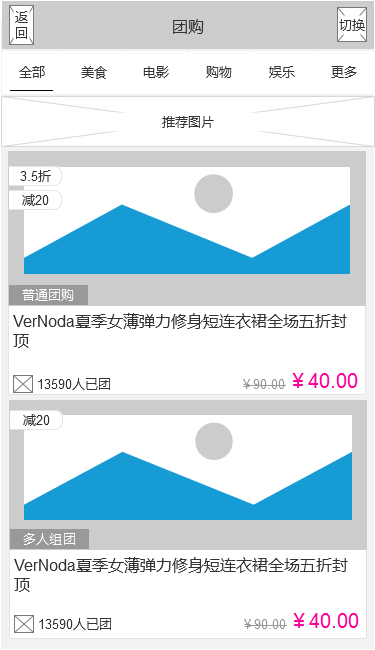 返回
团购
切换
全部 美食 电影 购物 娱乐 更多
推荐图片
3.5折
减20
普通团购
VerNoda夏季女薄弹力修身短连衣裙全场五折封
顶
13590人已团 ¥90.00 ¥40.00
减20
多人组团
VerNoda夏季女薄弹力修身短连衣裙全场五折封
顶
13590人已团 ¥90.00 ¥40.00